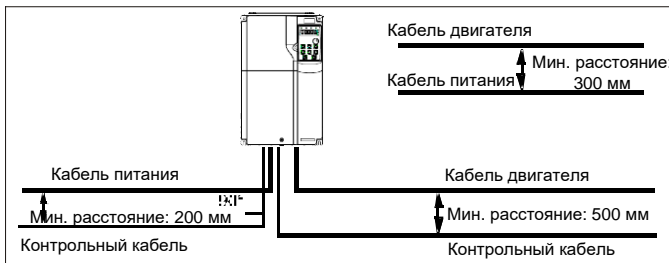 Кабель двигателя
Мин. расстояние:
300 мм
Кабель питания
Кабель питания
Кабель двигателя
Мин. расстояние: 200 мм
Мин. расстояние: 500 мм
Контрольный кабель
Контрольный кабель